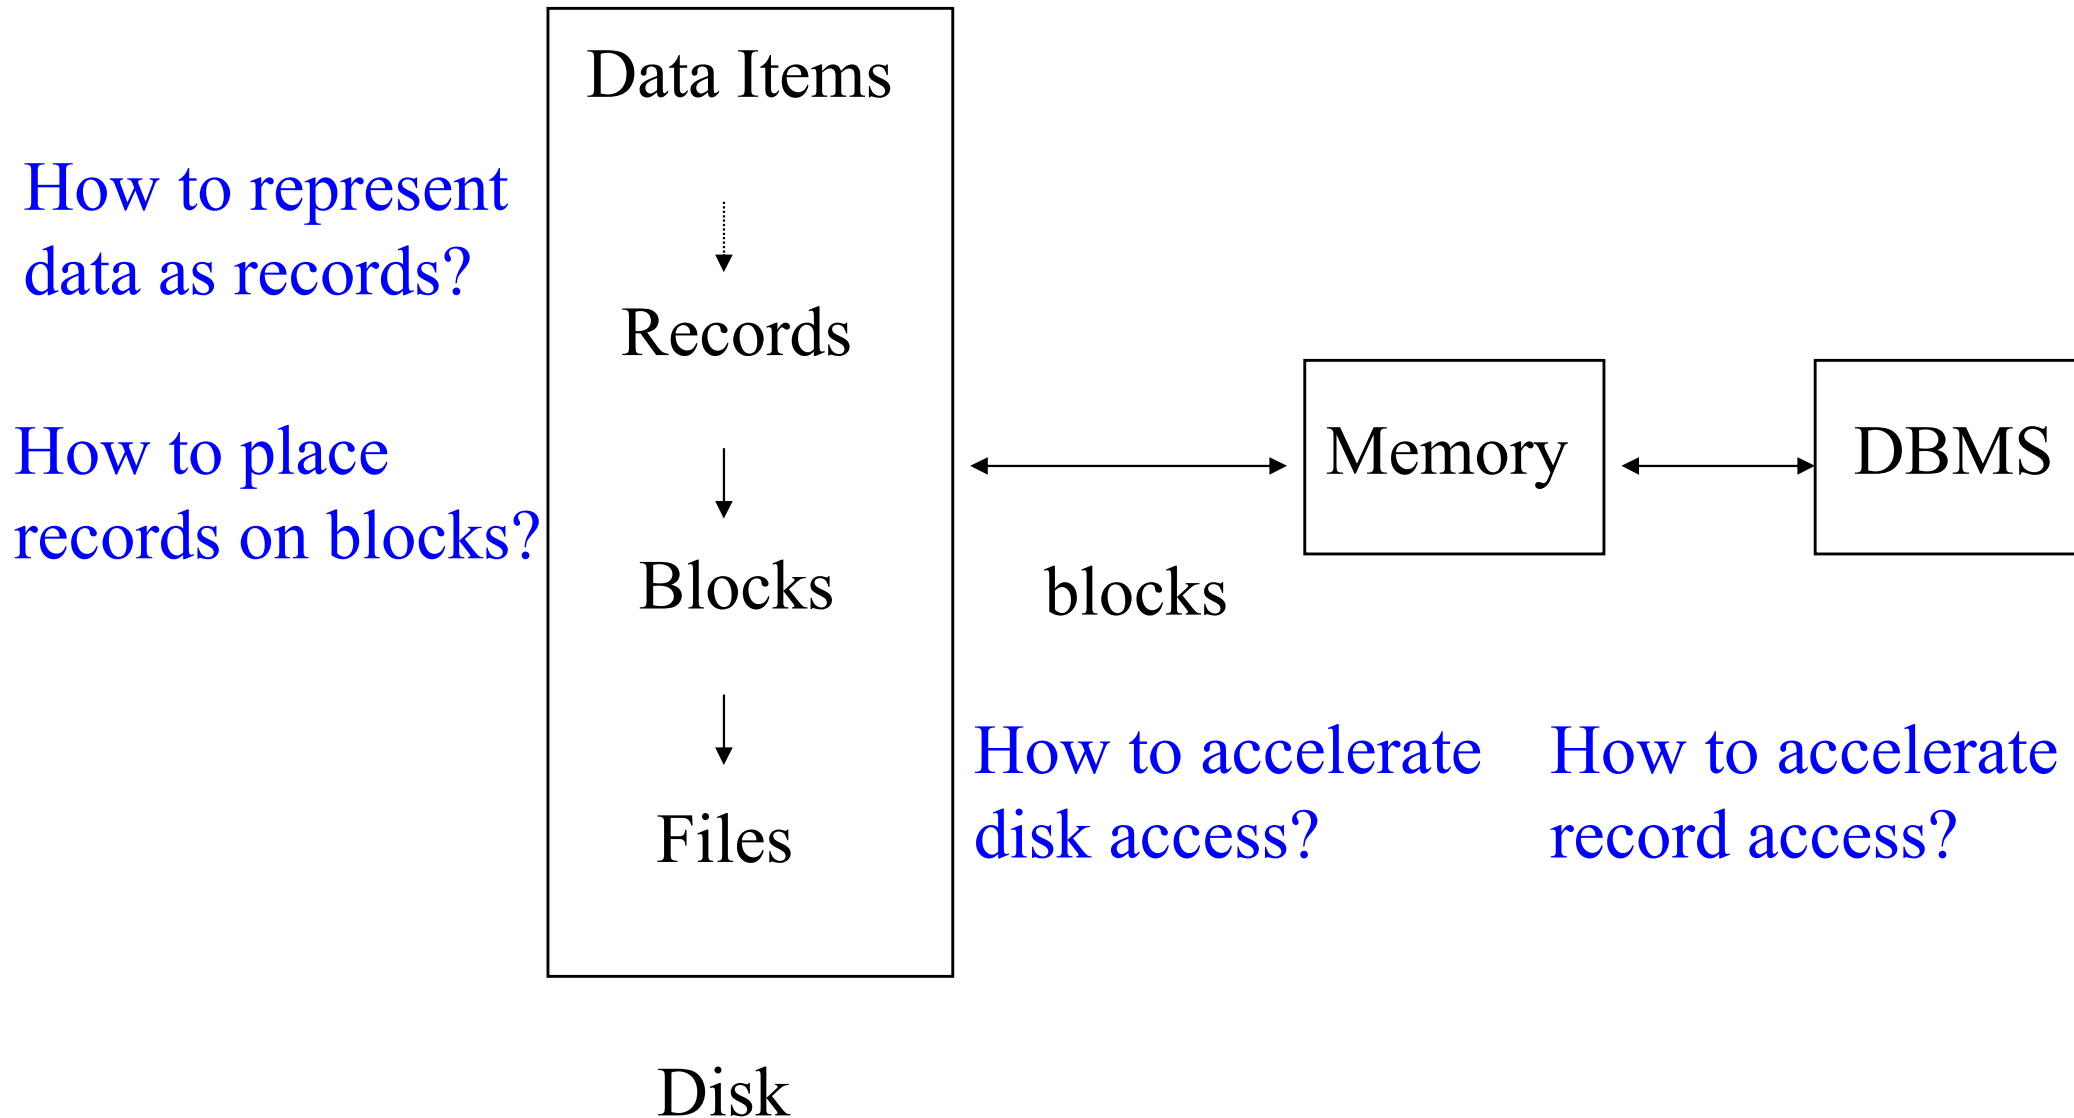 Data Items
How to represent
data as records?
Records
How to place
records on blocks?
Blocks
Files
Disk
blocks
Memory
DBMS
How to accelerate
disk access?
How to accelerate
record access?